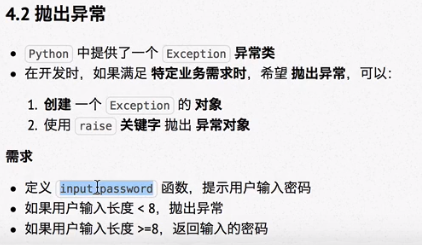 4.2 抛出异常
• Python 中提供了一个 Exception 异常类
• 在开发时，如果满足 特定业务需求时，希望 抛出异常，可以：
1. 创建 一个 Exception 的 对象
2. 使用 raise 关键字 抛出 异常对象
需求
• 定义 input_password 函数，提示用户输入密码
• 如果用户输入长度 < 8，抛出异常
• 如果用户输入长度 >=8，返回输入的密码